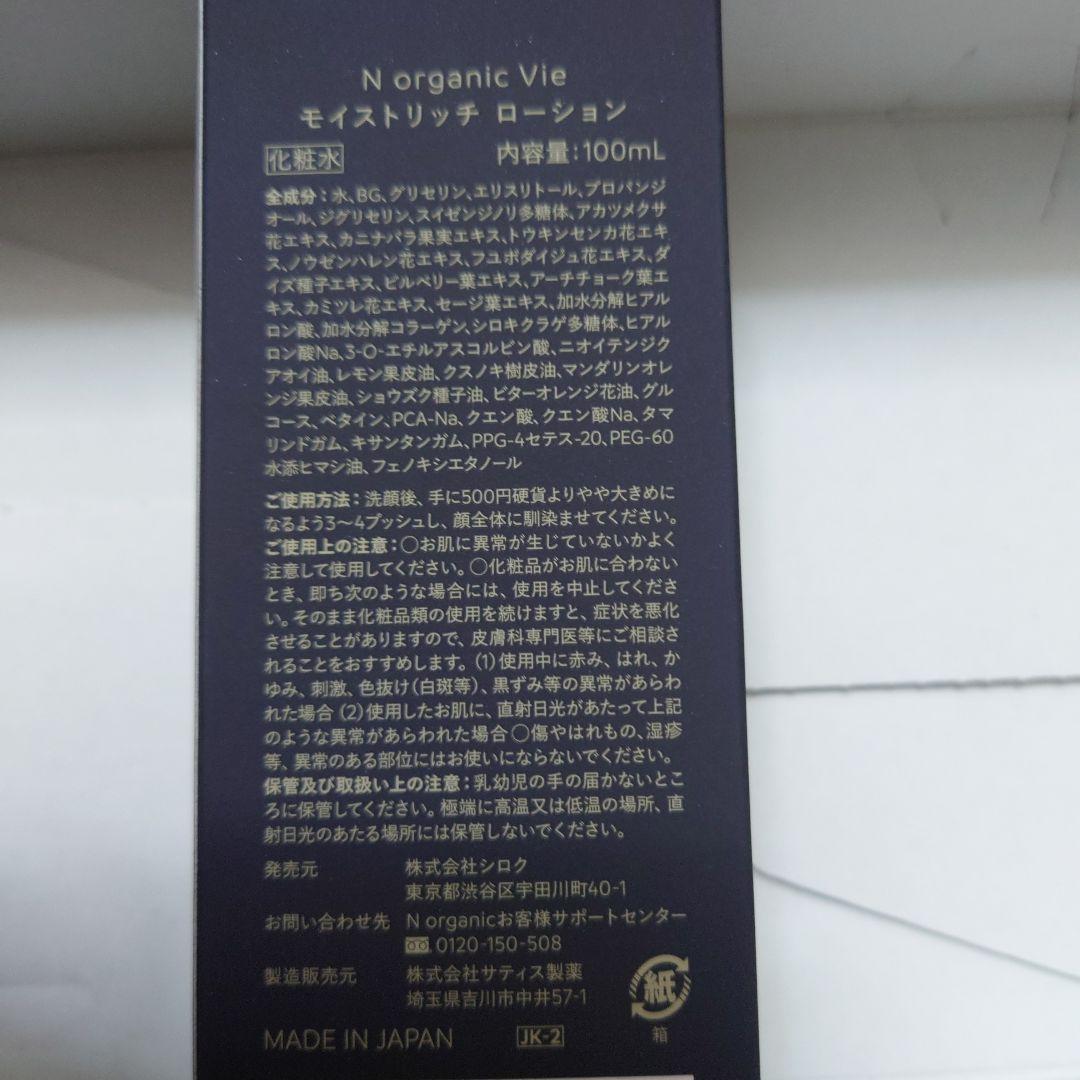 N organic Vie
モイストリッチ ローション
化粧水 内容量:100mL
全成分:水、BG、グリセリン、エリスリトール、プロパンジ
オール、ジグリセリン、スイゼンジノリ多糖体、アカツメクサ
花エキス、カニナバラ果実エキス、トウキンセンカ花エキ
ス、ノウゼンハレン花エキス、フユボダイジュ花エキス、ダ
イズ種子エキス、ビルベリー葉エキス、アーチチョーク葉エ
キス、カミツレ花エキス、セージ葉エキス、加水分解ヒアル
ロン酸、加水分解コラーゲン、シロキクラゲ多糖体、ヒアル
ロン酸Na、3-O-エチルアスコルビン酸、ニオイテンジク
アオイ油、レモン果皮油、クスノキ樹皮油、マンダリンオレ
ンジ果皮油、ショウズク種子油、ビターオレンジ花油、グル
コース、ベタイン、PCA-Na、クエン酸、クエン酸Na、タマ
リンドガム、キサンタンガム、PPG-4セテス-20、PEG-60
水添ヒマシ油、フェノキシエタノール
ご使用方法:洗顔後、手に500円硬貨よりやや大きめに
なるよう3〜4プッシュし、顔全体に馴染ませてください。
ご使用上の注意:○お肌に異常が生じていないかよく
注意して使用してください。○化粧品がお肌に合わない
とき、即ち次のような場合には、使用を中止してくださ
い。そのまま化粧品類の使用を続けますと、症状を悪化
させることがありますので、皮膚科専門医等にご相談さ
れることをおすすめします。(1)使用中に赤み、はれ、か
ゆみ、刺激、色抜け(白斑等)、黒ずみ等の異常があらわ
れた場合(2)使用したお肌に、直射日光があたって上記
のような異常があらわれた場合○傷やはれもの、湿疹
等、異常のある部位にはお使いにならないでください。
保管及び取扱い上の注意:乳幼児の手の届かないとこ
ろに保管してください。極端に高温又は低温の場所、直
射日光のあたる場所には保管しないでください。
発売元 株式会社シロク
東京都渋谷区宇田川町40-1
お問い合わせ先 N organicお客様サポートセンター
0120-150-508
製造販売元 株式会社サティス製薬
埼玉県吉川市中井57-1
紙
箱
MADE IN JAPAN JK-2